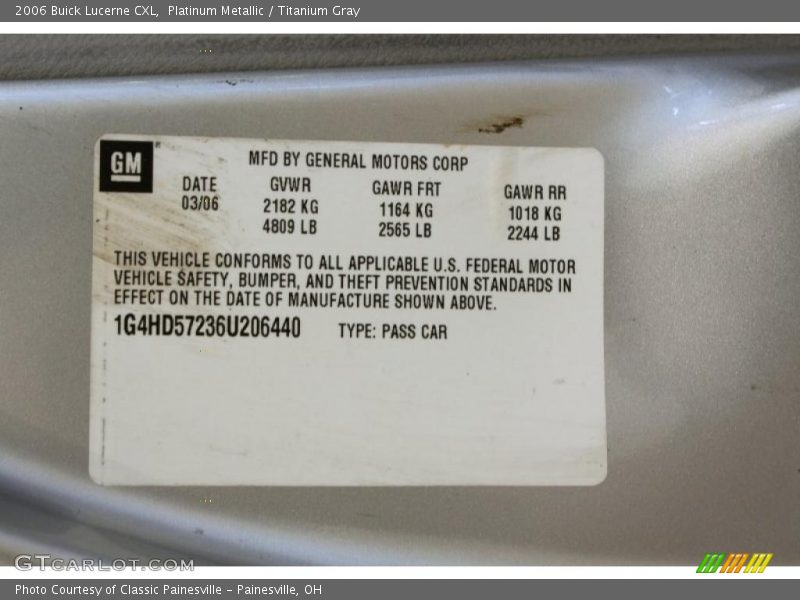 2006 Buick Lucerne CXL, Platinum Metallic / Titanium Gray
GM
MFD BY GENERAL MOTORS CORP
DATE GVWR GAWR FRT GAWR RR
03/06 2182 KG 1164 KG 1018 KG
4809 LB 2565 LB 2244 LB
THIS VEHICLE CONFORMS TO ALL APPLICABLE U.S. FEDERAL MOTOR
VEHICLE SAFETY, BUMPER, AND THEFT PREVENTION STANDARDS IN
EFFECT ON THE DATE OF MANUFACTURE SHOWN ABOVE.
1G4HD57236U206440 TYPE: PASS CAR
GTCARLOT.COM
Photo Courtesy of Classic Painesville - Painesville, OH